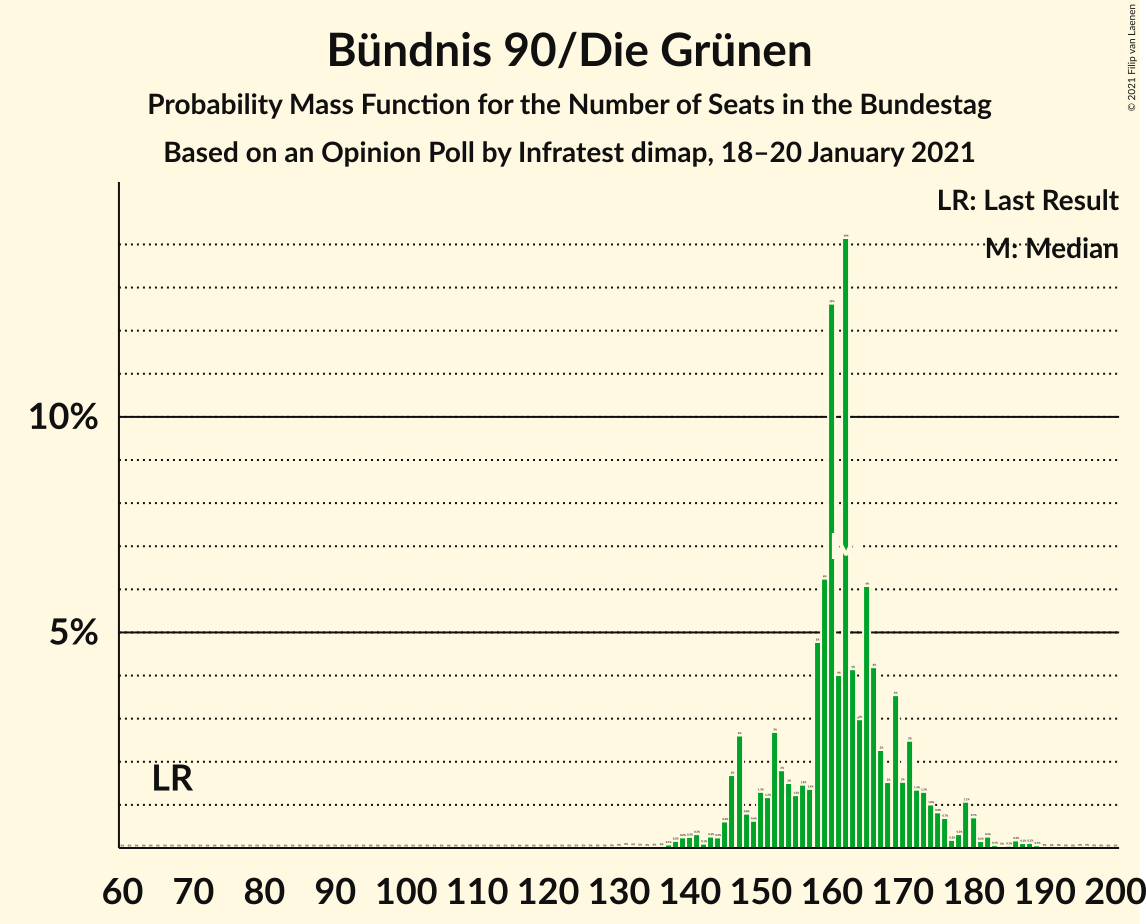 Bündnis 90/Die Grünen
Probability Mass Function for the Number of Seats in the Bundestag
Based on an Opinion Poll by Infratest dimap, 18–20 January 2021
© 2021 Filip van Laenen
LR: Last Result
M: Median
10%
5%
LR
60 70 80 90 100 110 120 130 140 150 160 170 180 190 200